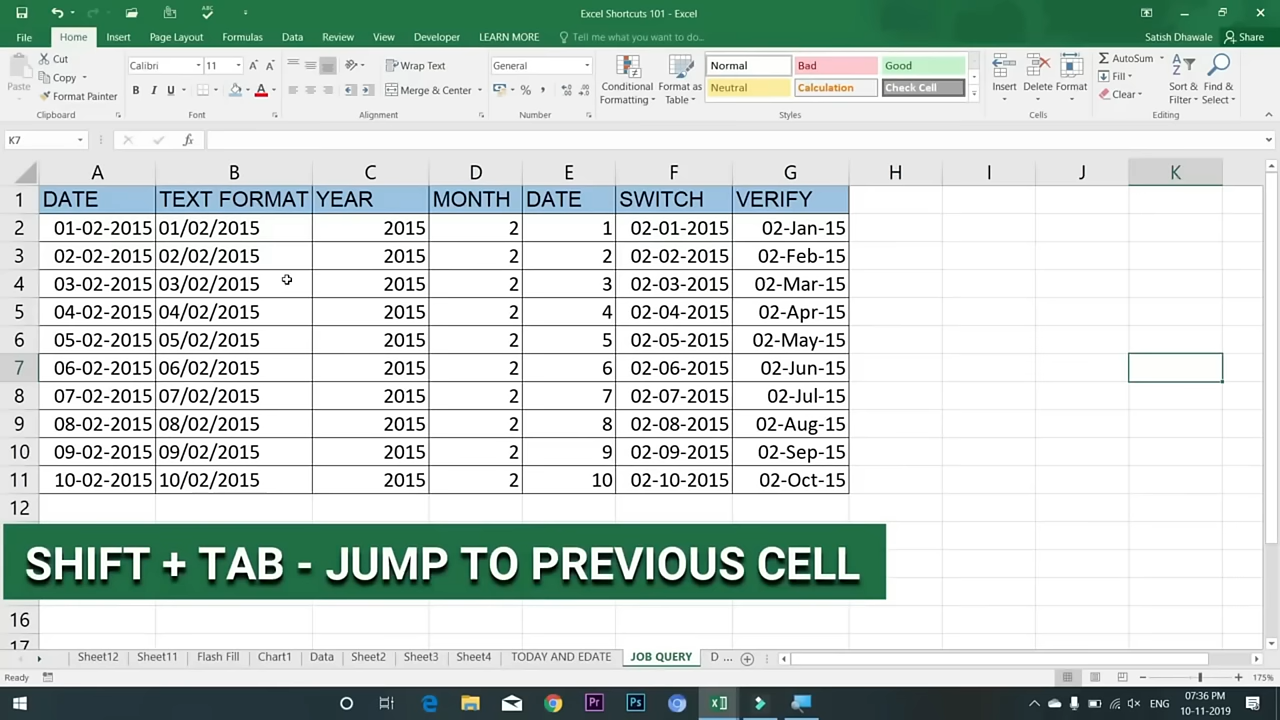 Excel Shortcuts 101 - Excel
File Home Insert Page Layout Formulas Data Review View Developer LEARN MORE Tell me what you want to do... Satish Dhawale Share
Cut Calibri 11 Wrap Text General Normal Bad Good AutoSum
Copy Fill
Paste Format Painter B I U Merge & Center Conditional Formatting Format as Table Neutral Calculation Check Cell Insert Delete Format Clear Sort & Filter Find & Select
Clipboard Font Alignment Number Styles Cells Editing
K7 fx
A B C D E F G H I J K
1 DATE TEXT FORMAT YEAR MONTH DATE SWITCH VERIFY
2 01-02-2015 01/02/2015 2015 2 1 02-01-2015 02-Jan-15
3 02-02-2015 02/02/2015 2015 2 2 02-02-2015 02-Feb-15
4 03-02-2015 03/02/2015 2015 2 3 02-03-2015 02-Mar-15
5 04-02-2015 04/02/2015 2015 2 4 02-04-2015 02-Apr-15
6 05-02-2015 05/02/2015 2015 2 5 02-05-2015 02-May-15
7 06-02-2015 06/02/2015 2015 2 6 02-06-2015 02-Jun-15
8 07-02-2015 07/02/2015 2015 2 7 02-07-2015 02-Jul-15
9 08-02-2015 08/02/2015 2015 2 8 02-08-2015 02-Aug-15
10 09-02-2015 09/02/2015 2015 2 9 02-09-2015 02-Sep-15
11 10-02-2015 10/02/2015 2015 2 10 02-10-2015 02-Oct-15
12
SHIFT + TAB - JUMP TO PREVIOUS CELL
16
17
Sheet12 Sheet11 Flash Fill Chart1 Data Sheet2 Sheet3 Sheet4 TODAY AND EDATE JOB QUERY D ...
Ready 175%
Pr Ps ENG 07:36 PM
10-11-2019